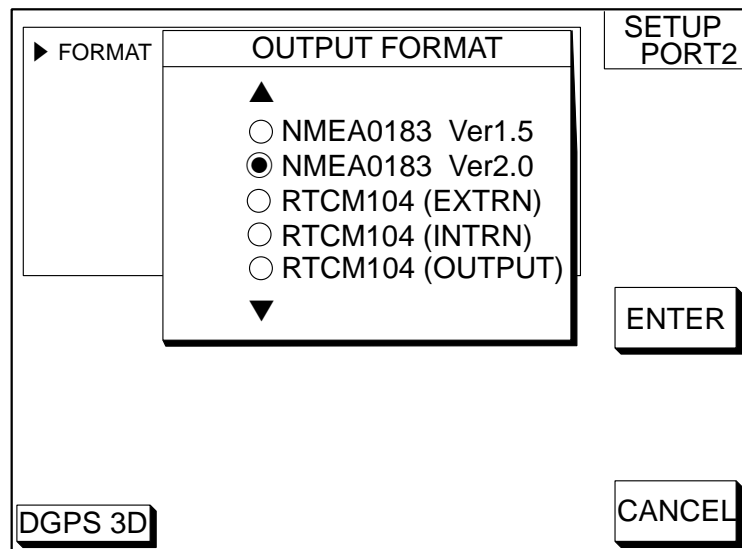 SETUP
PORT2
▶ FORMAT
OUTPUT FORMAT
▲
NMEA0183 Ver1.5
NMEA0183 Ver2.0
RTCM104 (EXTRN)
RTCM104 (INTRN)
RTCM104 (OUTPUT)
▼
ENTER
DGPS 3D
CANCEL